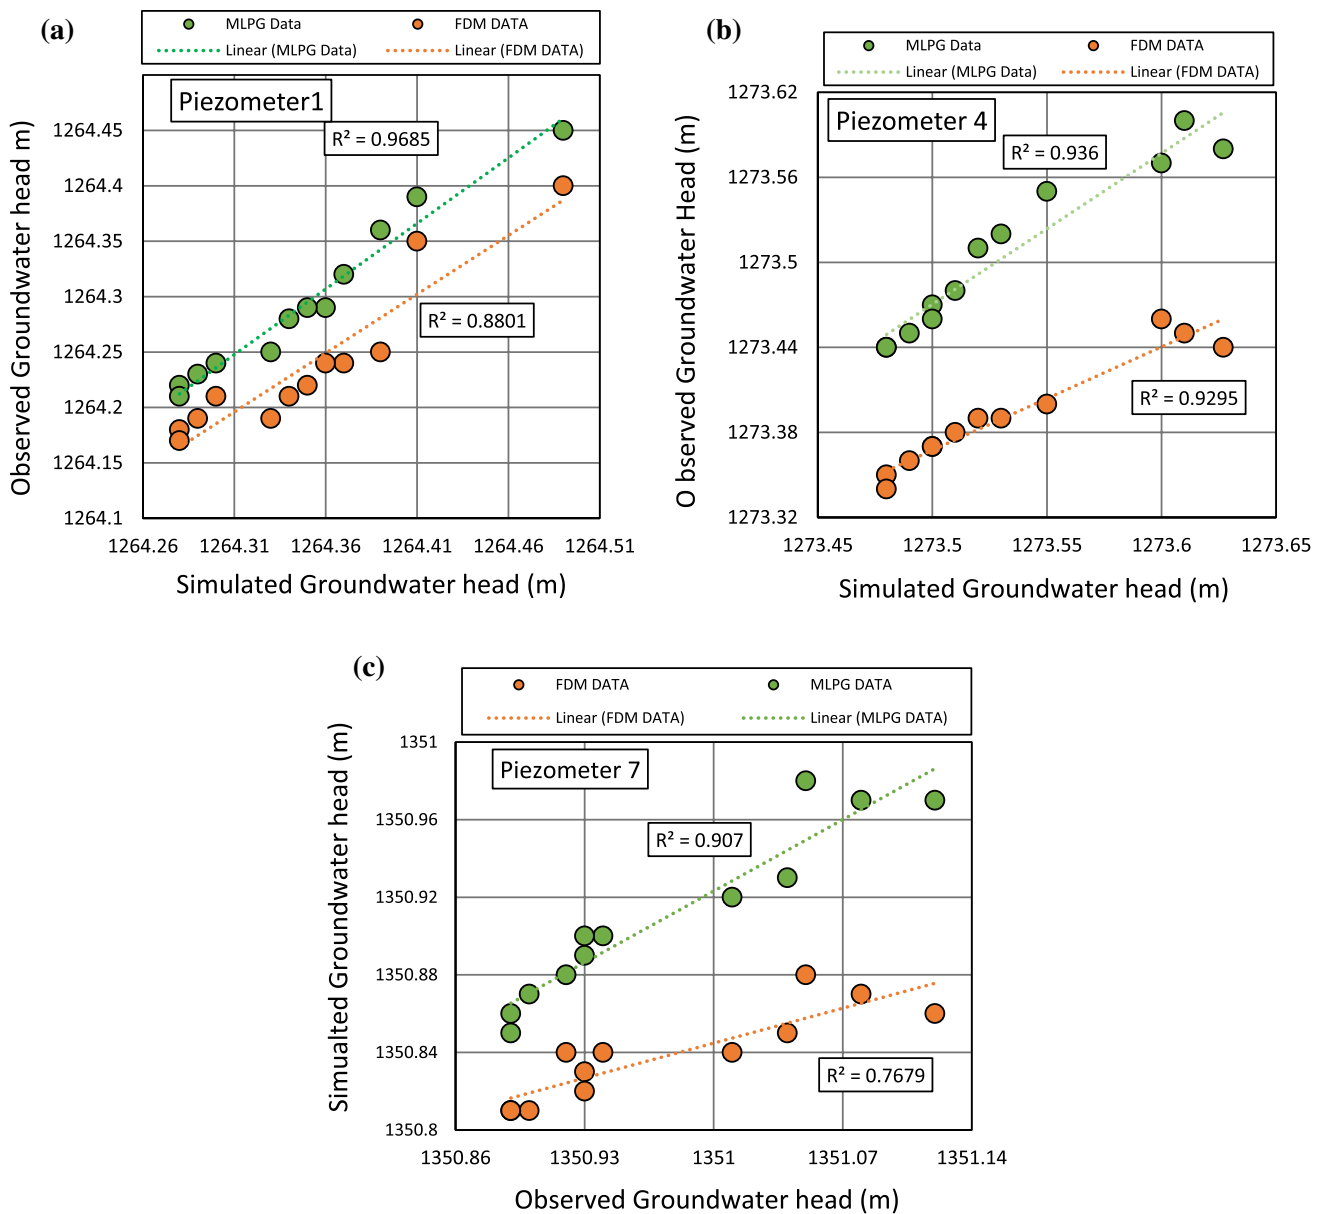 (a)
MLPG Data
FDM DATA
Linear (MLPG Data)
Linear (FDM DATA)
Piezometer1
R² = 0.9685
R² = 0.8801
Observed Groundwater head m)
1264.45
1264.4
1264.35
1264.3
1264.25
1264.2
1264.15
1264.1
1264.26 1264.31 1264.36 1264.41 1264.46 1264.51
Simulated Groundwater head (m)
(b)
MLPG Data
FDM DATA
Linear (MLPG Data)
Linear (FDM DATA)
Piezometer 4
R² = 0.936
R² = 0.9295
O bserved Groundwater Head (m)
1273.62
1273.56
1273.5
1273.44
1273.38
1273.32
1273.45 1273.5 1273.55 1273.6 1273.65
Simulated Groundwater head (m)
(c)
FDM DATA
MLPG DATA
Linear (FDM DATA)
Linear (MLPG DATA)
Piezometer 7
R² = 0.907
R² = 0.7679
Simualted Groundwater head (m)
1351
1350.96
1350.92
1350.88
1350.84
1350.8
1350.86 1350.93 1351 1351.07 1351.14
Observed Groundwater head (m)